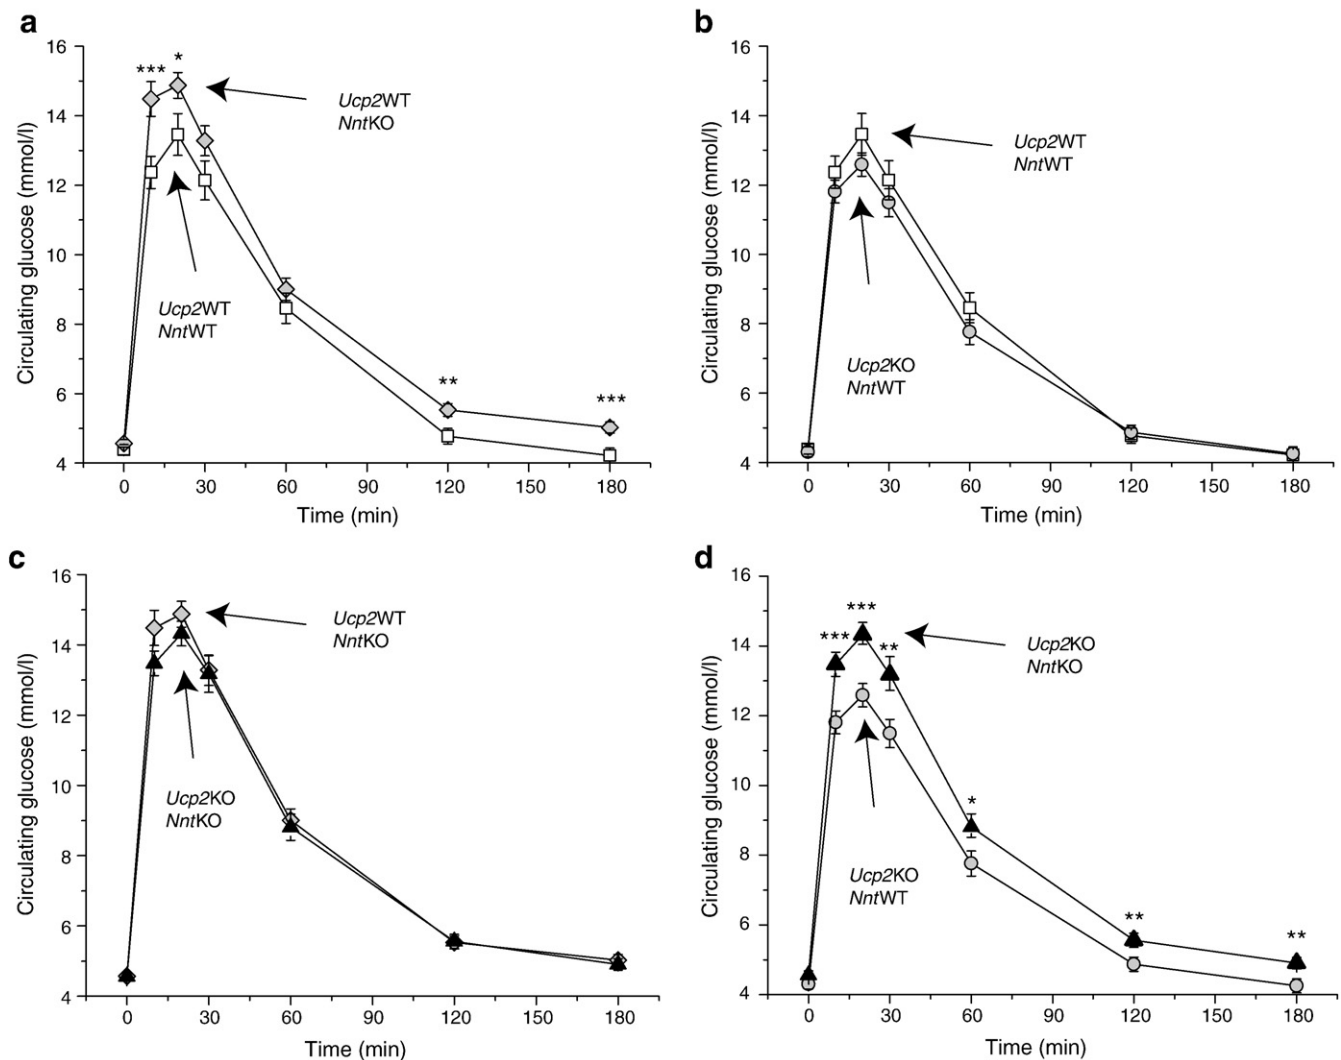 a
16
14
12
10
8
6
4
Circulating glucose (mmol/l)
***
*
**
***
Ucp2WT
NntKO
Ucp2WT
NntWT
0
30
60
90
120
150
180
Time (min)
b
16
14
12
10
8
6
4
Circulating glucose (mmol/l)
Ucp2WT
NntWT
Ucp2KO
NntWT
0
30
60
90
120
150
180
Time (min)
c
16
14
12
10
8
6
4
Circulating glucose (mmol/l)
Ucp2WT
NntKO
Ucp2KO
NntKO
0
30
60
90
120
150
180
Time (min)
d
16
14
12
10
8
6
4
Circulating glucose (mmol/l)
***
***
**
*
**
**
Ucp2KO
NntKO
Ucp2KO
NntWT
0
30
60
90
120
150
180
Time (min)